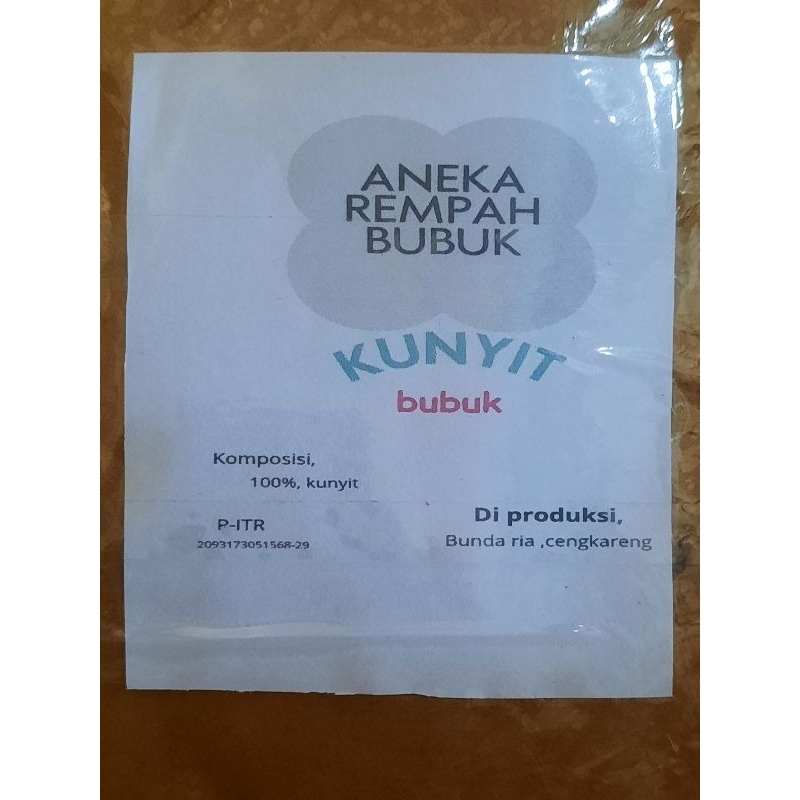 ANEKA
REMPAH
BUBUK
KUNYIT
bubuk
Komposisi,
100%, kunyit
P-ITR
2093173051568-29
Di produksi,
Bunda ria ,cengkareng